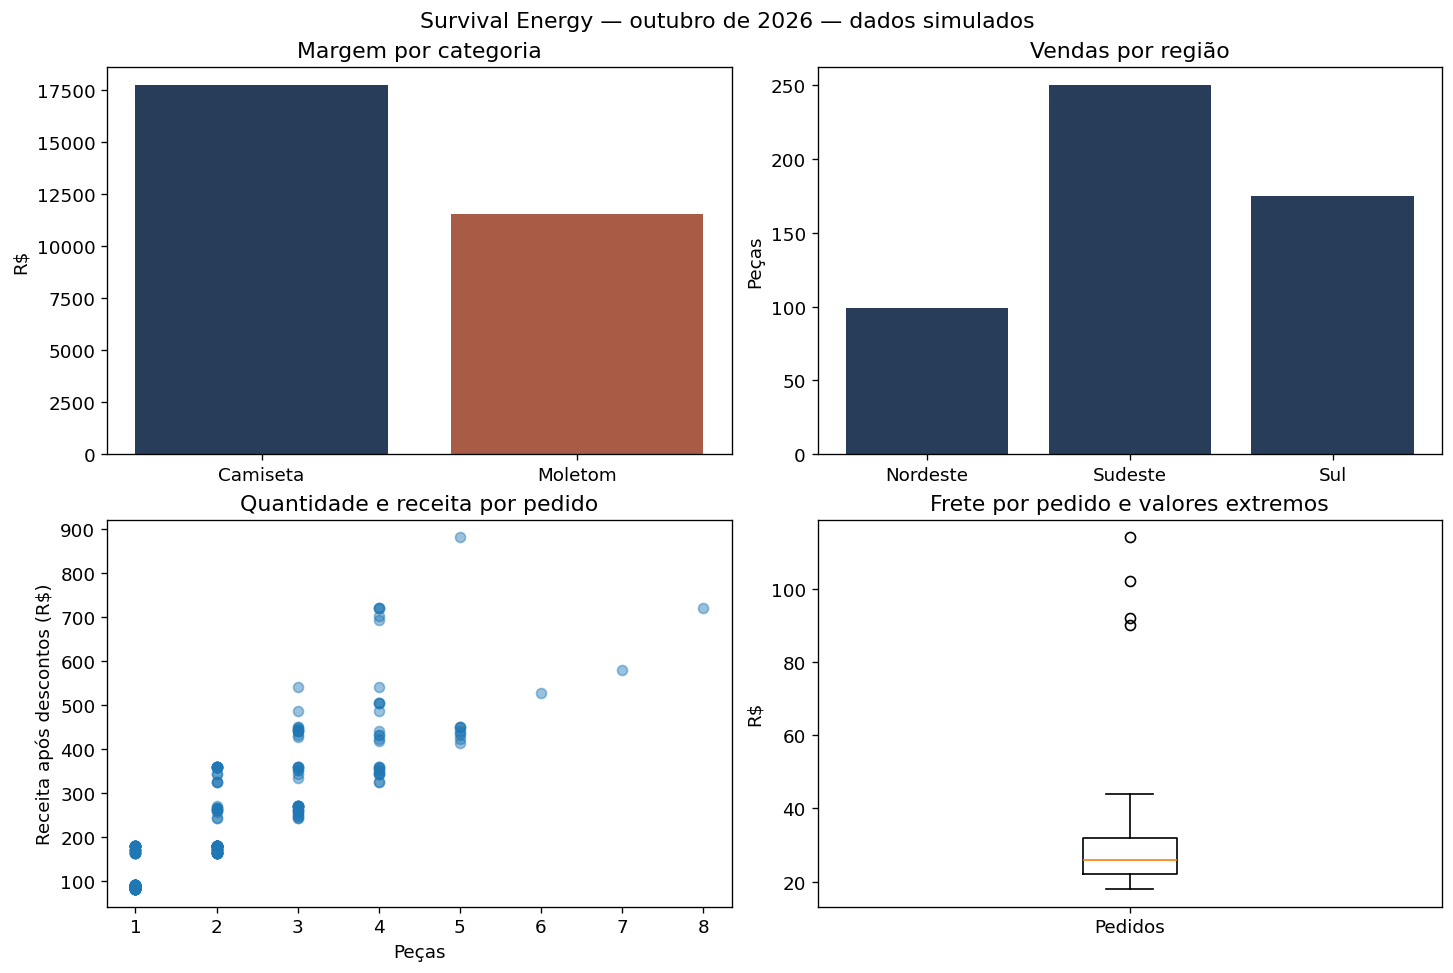 Survival Energy — outubro de 2026 — dados simulados
Margem por categoria
R$
17500
15000
12500
10000
7500
5000
2500
0
Camiseta
Moletom
Vendas por região
Peças
250
200
150
100
50
0
Nordeste
Sudeste
Sul
Quantidade e receita por pedido
Receita após descontos (R$)
900
800
700
600
500
400
300
200
100
1
2
3
4
5
6
7
8
Peças
Frete por pedido e valores extremos
R$
100
80
60
40
20
Pedidos